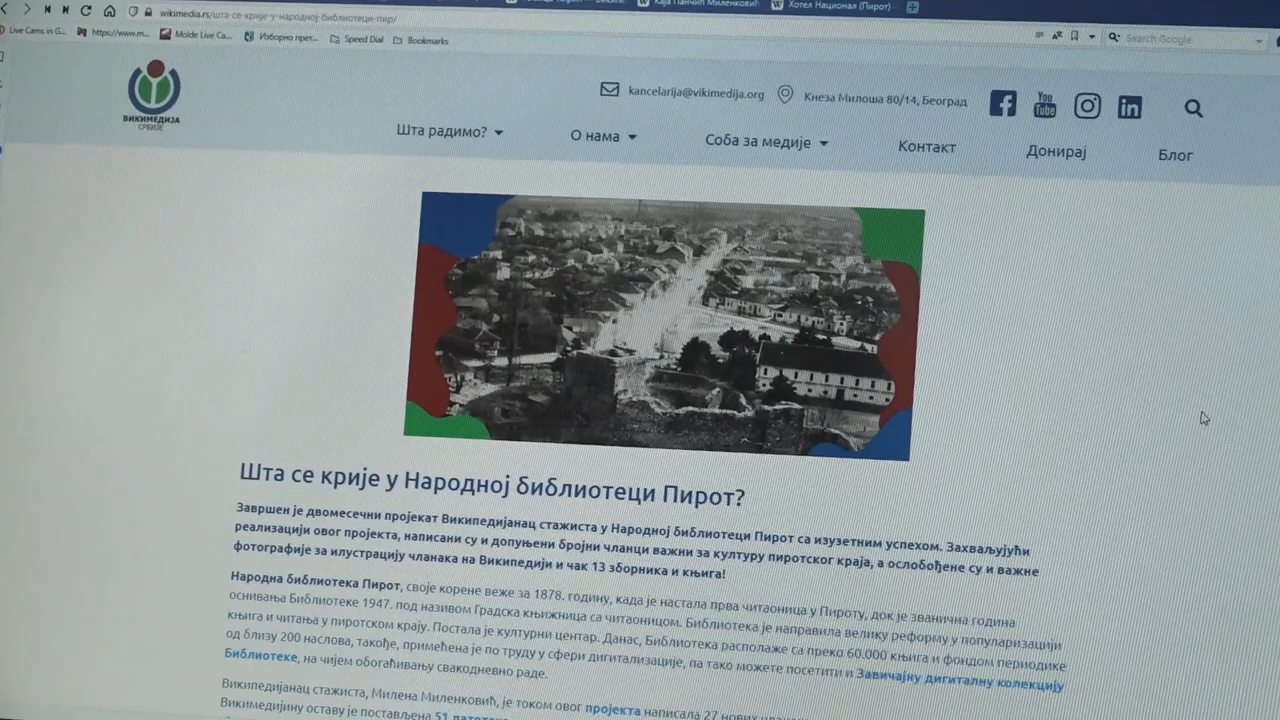 Каја Панчић Миленковић
Хотел Национал (Пирот)
wikimedia.rs/шта-се-крије-у-народној-библиотеци-пир/
Live Cams in G...
https://www.m...
Molde Live Ca...
Изборно прет...
Speed Dial
Bookmarks
Search Google
ВИКИМЕДИЈА
СРБИЈЕ
kancelarija@vikimedija.org
Кнеза Милоша 80/14, Београд
You
Tube
Шта радимо?
О нама
Соба за медије
Контакт
Донирај
Блог
Шта се крије у Народној библиотеци Пирот?
Завршен је двомесечни пројекат Википедијанац стажиста у Народној библиотеци Пирот са изузетним успехом. Захваљујући
реализацији овог пројекта, написани су и допуњени бројни чланци важни за културу пиротског краја, а ослобођене су и важне
фотографије за илустрацију чланака на Википедији и чак 13 зборника и књига!
Народна библиотека Пирот, своје корене веже за 1878. годину, када је настала прва читаоница у Пироту, док је званична година
оснивања Библиотеке 1947. под називом Градска књижница са читаоницом. Библиотека је направила велику реформу у популаризацији
књига и читања у пиротском крају. Постала је културни центар. Данас, Библиотека располаже са преко 60.000 књига и фондом периодике
од близу 200 наслова, такође, примећена је по труду у сфери дигитализације, па тако можете посетити и Завичајну дигиталну колекцију
Библиотеке, на чијем обогаћивању свакодневно раде.
Википедијанац стажиста, Милена Миленковић, је током овог пројекта написала 27 нових
Викимедијину оставу је постављена 51